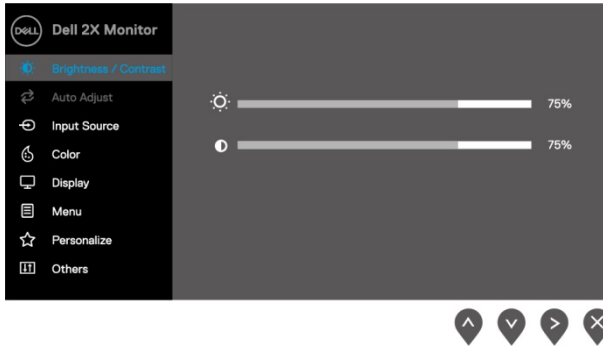 DELL Dell 2X Monitor
Brightness / Contrast
Auto Adjust
75%
Input Source
75%
Color
Display
Menu
Personalize
Others